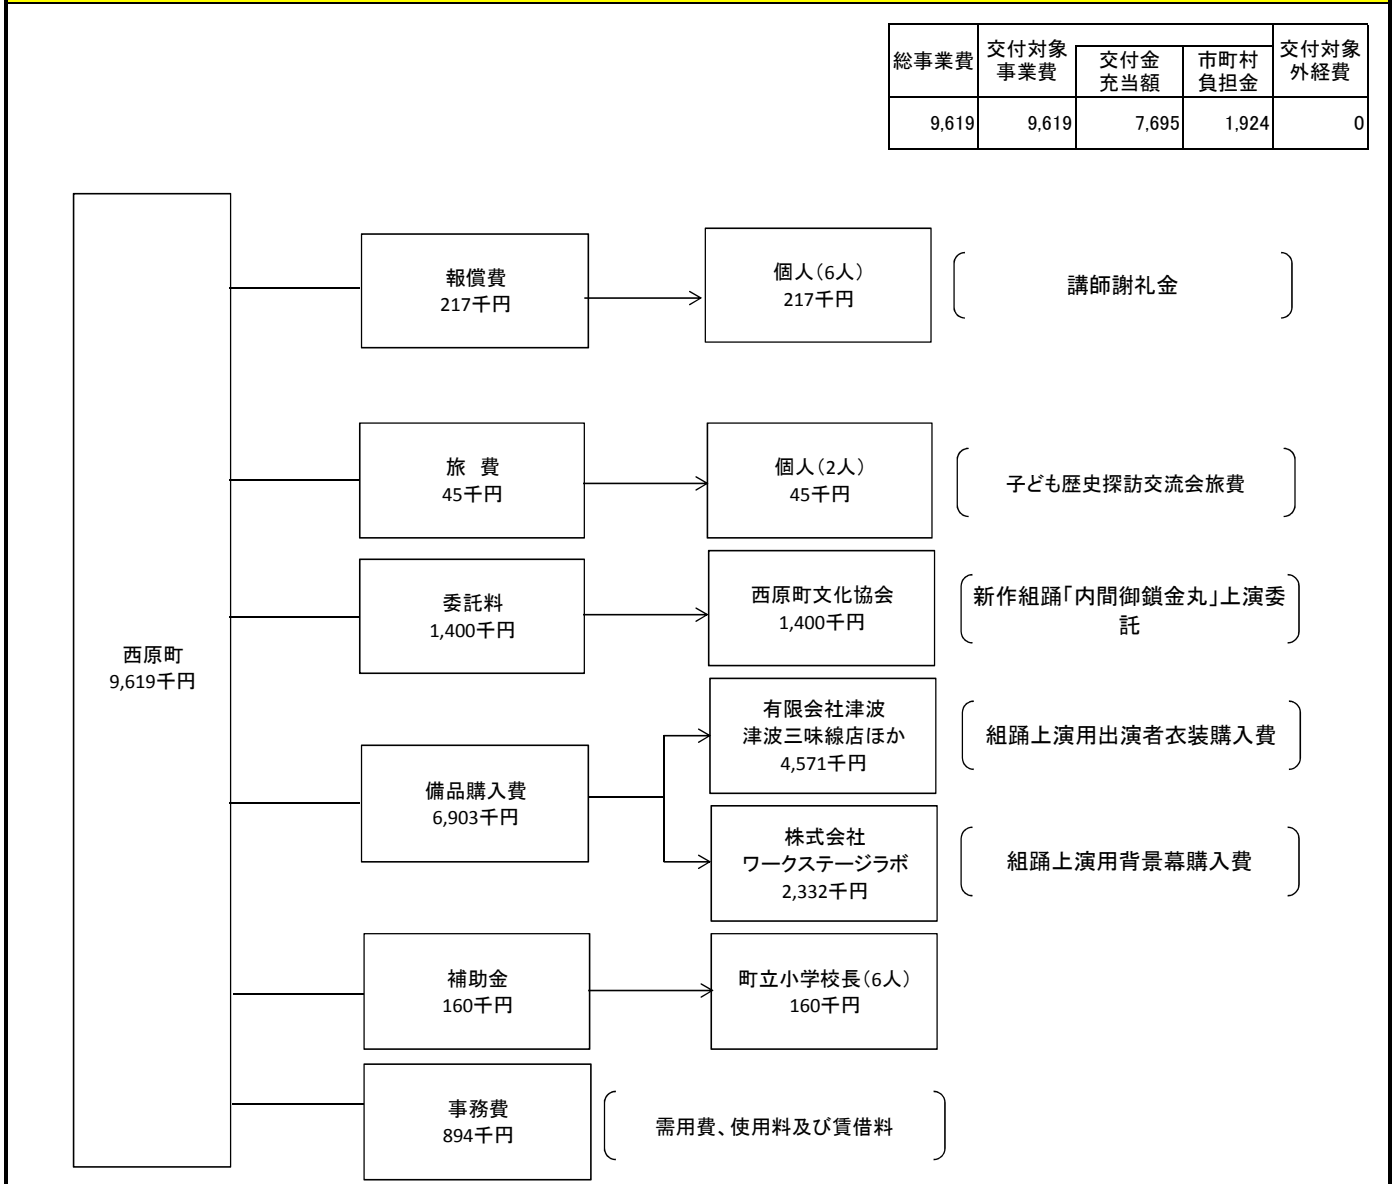 総事業費
交付対象
事業費
交付金
充当額
市町村
負担金
交付対象
外経費
9,619
9,619
7,695
1,924
0
西原町
9,619千円
報償費
217千円
個人(6人)
217千円
講師謝礼金
旅 費
45千円
個人(2人)
45千円
子ども歴史探訪交流会旅費
委託料
1,400千円
西原町文化協会
1,400千円
新作組踊「内間御鎖金丸」上演委
託
備品購入費
6,903千円
有限会社津波
津波三味線店ほか
4,571千円
組踊上演用出演者衣装購入費
株式会社
ワークステージラボ
2,332千円
組踊上演用背景幕購入費
補助金
160千円
町立小学校長(6人)
160千円
事務費
894千円
需用費、使用料及び賃借料